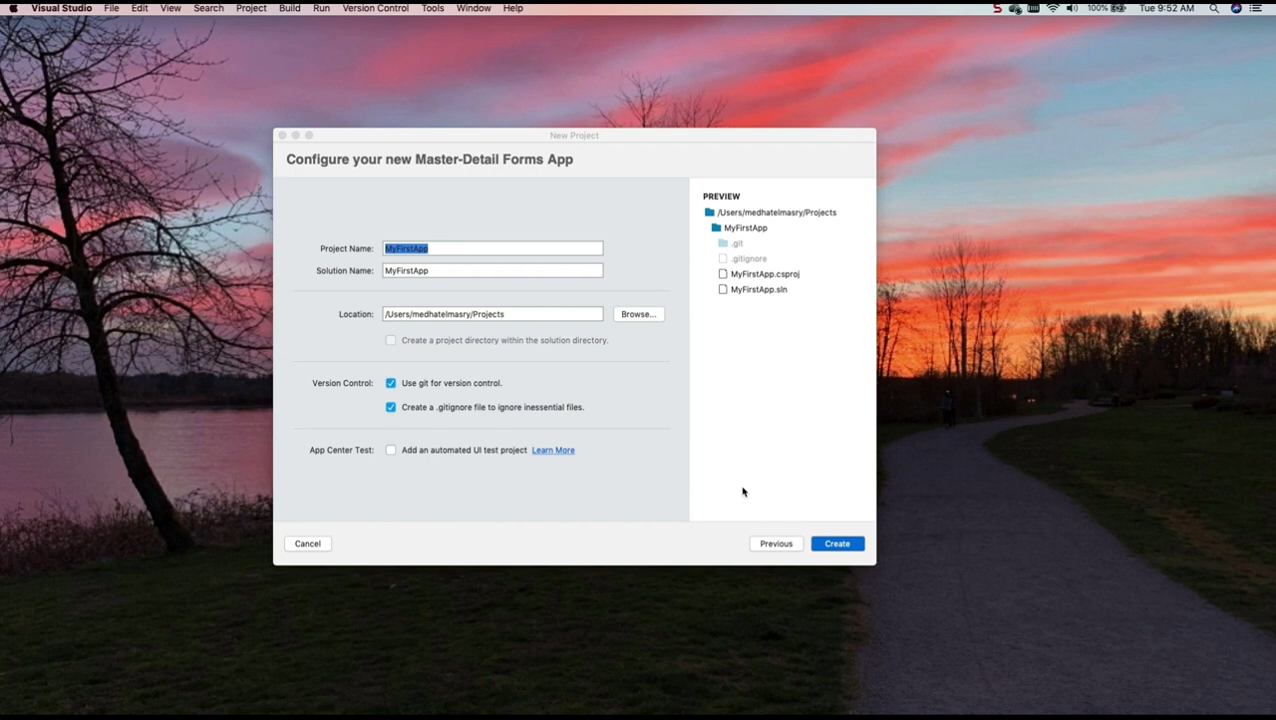 Visual Studio File Edit View Search Project Build Run Version Control Tools Window Help 100% Tue 9:52 AM
New Project
Configure your new Master-Detail Forms App
PREVIEW
/Users/medhatelmasry/Projects
MyFirstApp
.git
.gitignore
MyFirstApp.csproj
MyFirstApp.sln
Project Name: MyFirstApp
Solution Name: MyFirstApp
Location: /Users/medhatelmasry/Projects Browse...
Create a project directory within the solution directory.
Version Control: Use git for version control.
Create a .gitignore file to ignore inessential files.
App Center Test: Add an automated UI test project Learn More
Cancel Previous Create